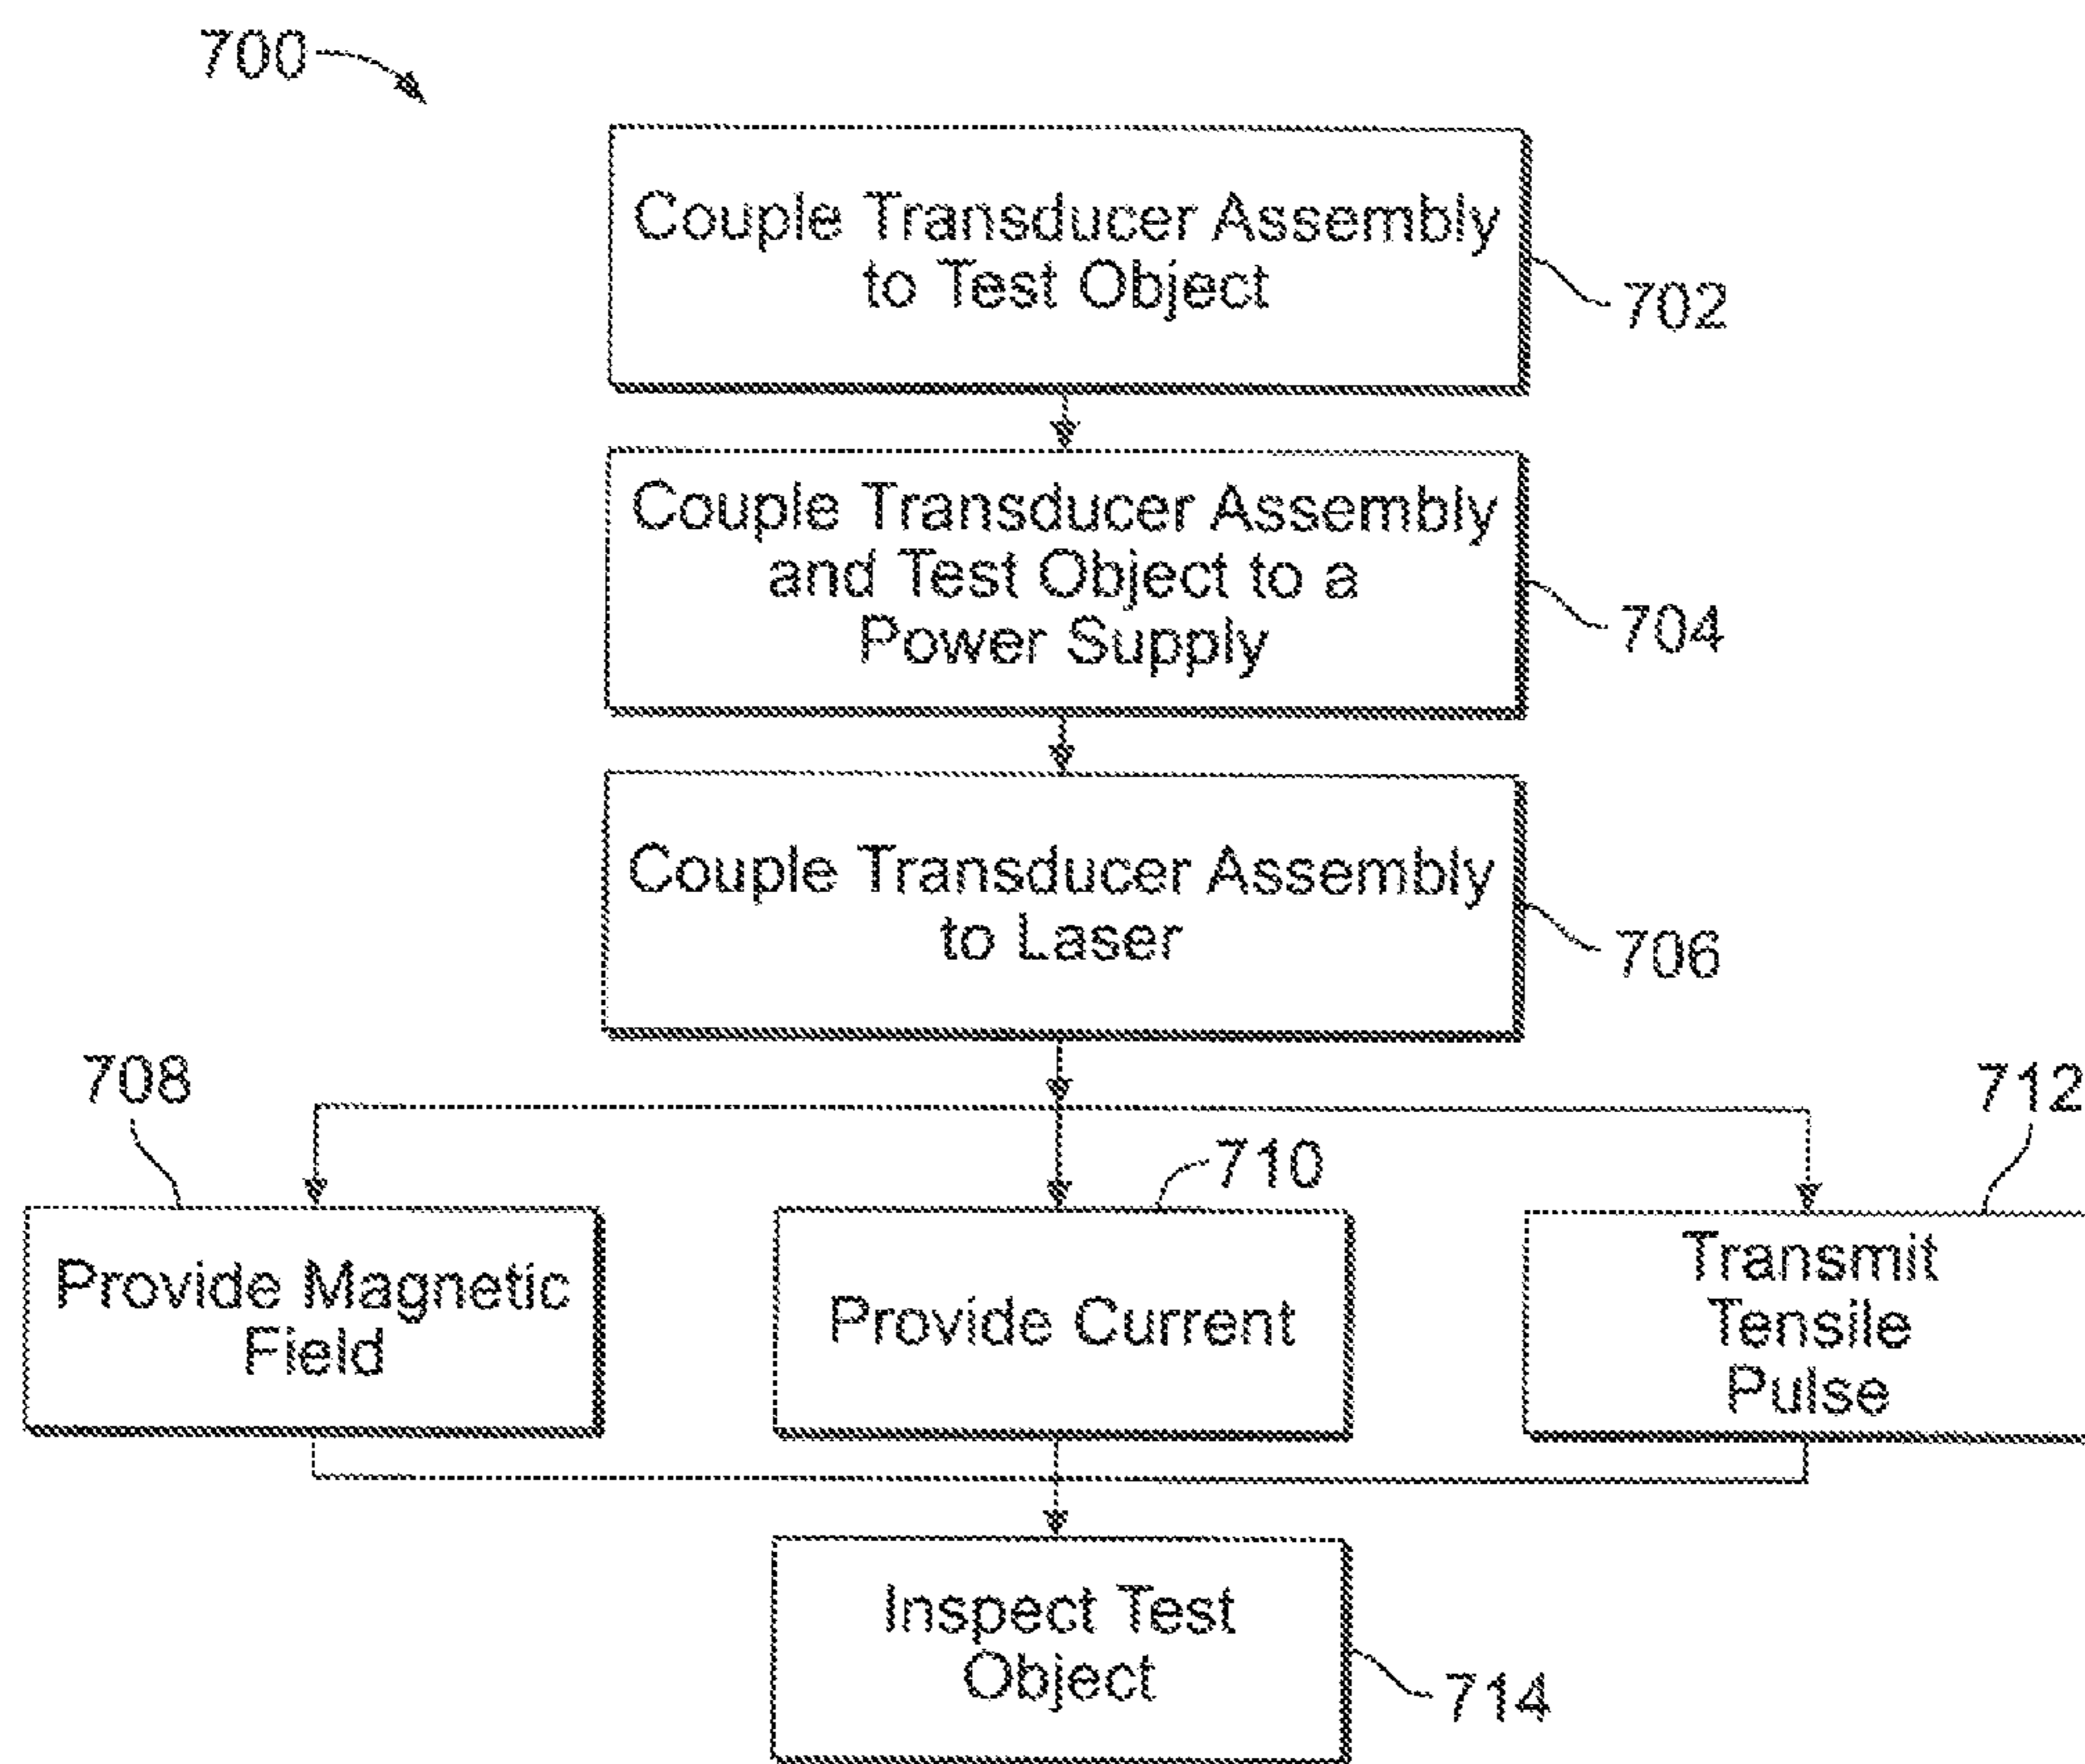 700
Couple Transducer Assembly
to Test Object
702
Couple Transducer Assembly
and Test Object to a
Power Supply
704
Couple Transducer Assembly
to Laser
706
708
710
712
Provide Magnetic
Field
Provide Current
Transmit
Tensile
Pulse
Inspect Test
Object
714